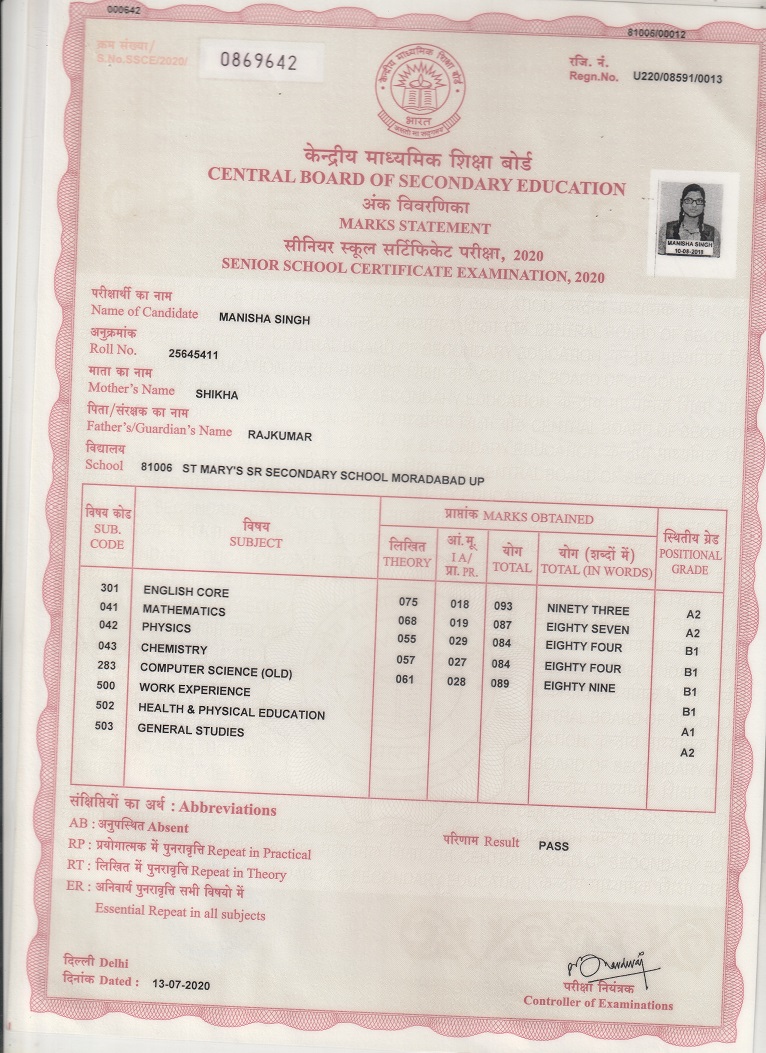 000642
81006/00012
क्रम संख्या/
S.No.SSCE/2020/ 0869642
रजि. नं.
Regn.No. U220/08591/0013
केन्द्रीय माध्यमिक शिक्षा बोर्ड
भारत
केन्द्रीय माध्यमिक शिक्षा बोर्ड
CENTRAL BOARD OF SECONDARY EDUCATION
अंक विवरणिका
MARKS STATEMENT
सीनियर स्कूल सर्टिफिकेट परीक्षा, 2020
SENIOR SCHOOL CERTIFICATE EXAMINATION, 2020
MANISHA SINGH
परीक्षार्थी का नाम
Name of Candidate MANISHA SINGH
अनुक्रमांक
Roll No. 25645411
माता का नाम
Mother's Name SHIKHA
पिता/संरक्षक का नाम
Father's/Guardian's Name RAJKUMAR
विद्यालय
School 81006 ST MARY'S SR SECONDARY SCHOOL MORADABAD UP
विषय कोड SUB. CODE
विषय SUBJECT
प्राप्तांक MARKS OBTAINED
लिखित THEORY
आं.मू. I A/ प्रा. PR.
योग TOTAL
योग (शब्दों में) TOTAL (IN WORDS)
स्थितीय ग्रेड POSITIONAL GRADE
301 ENGLISH CORE 075 018 093 NINETY THREE A2
041 MATHEMATICS 068 019 087 EIGHTY SEVEN A2
042 PHYSICS 055 029 084 EIGHTY FOUR B1
043 CHEMISTRY 057 027 084 EIGHTY FOUR B1
283 COMPUTER SCIENCE (OLD) 061 028 089 EIGHTY NINE B1
500 WORK EXPERIENCE A1
502 HEALTH & PHYSICAL EDUCATION A2
503 GENERAL STUDIES
संक्षिप्तियों का अर्थ : Abbreviations
AB : अनुपस्थित Absent
RP : प्रयोगात्मक में पुनरावृत्ति Repeat in Practical
RT : लिखित में पुनरावृत्ति Repeat in Theory
ER : अनिवार्य पुनरावृत्ति सभी विषयो में
Essential Repeat in all subjects
परिणाम Result PASS
दिल्ली Delhi
दिनांक Dated : 13-07-2020
परीक्षा नियंत्रक
Controller of Examinations